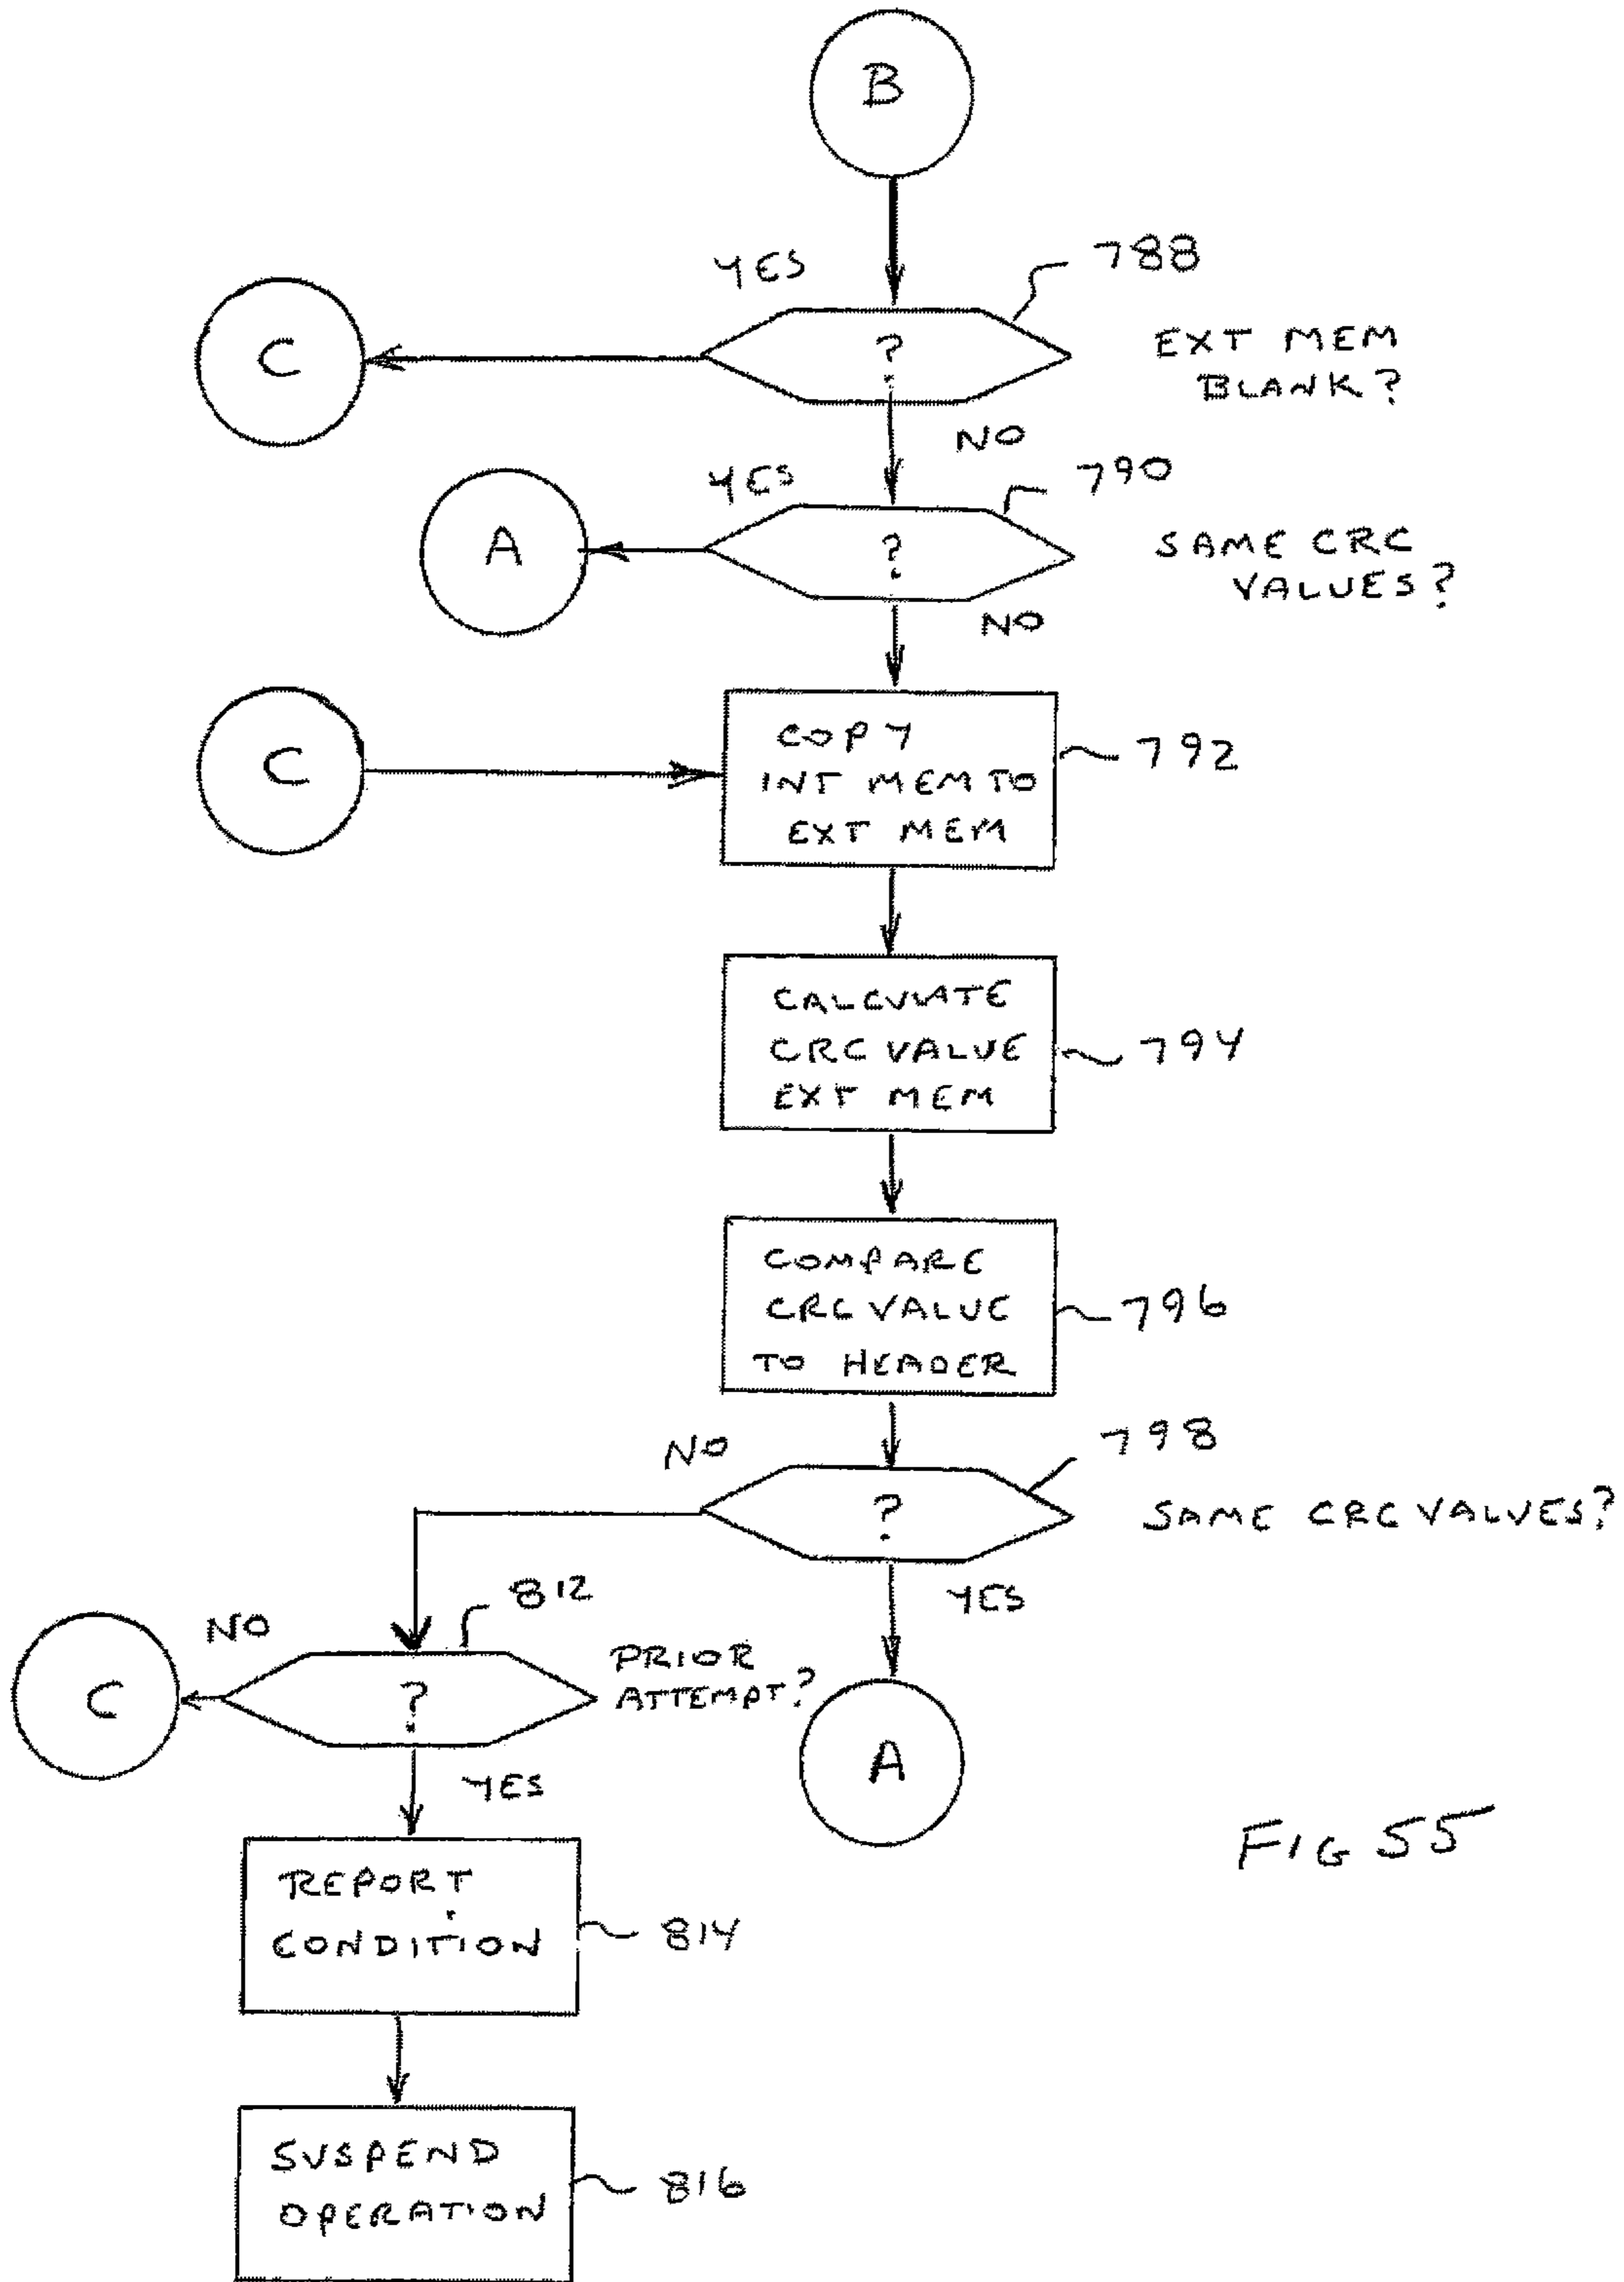 B
YES
788
C
?
EXT MEM
BLANK?
NO
YES
790
A
?
SAME CRC
VALUES?
NO
C
COPY
INT MEM TO
EXT MEM
792
CALCULATE
CRC VALUE
EXT MEM
794
COMPARE
CRC VALUE
TO HEADER
796
NO
798
?
SAME CRC VALUES?
YES
812
NO
C
?
PRIOR
ATTEMPT?
A
YES
REPORT
CONDITION
814
FIG 55
SUSPEND
OPERATION
816